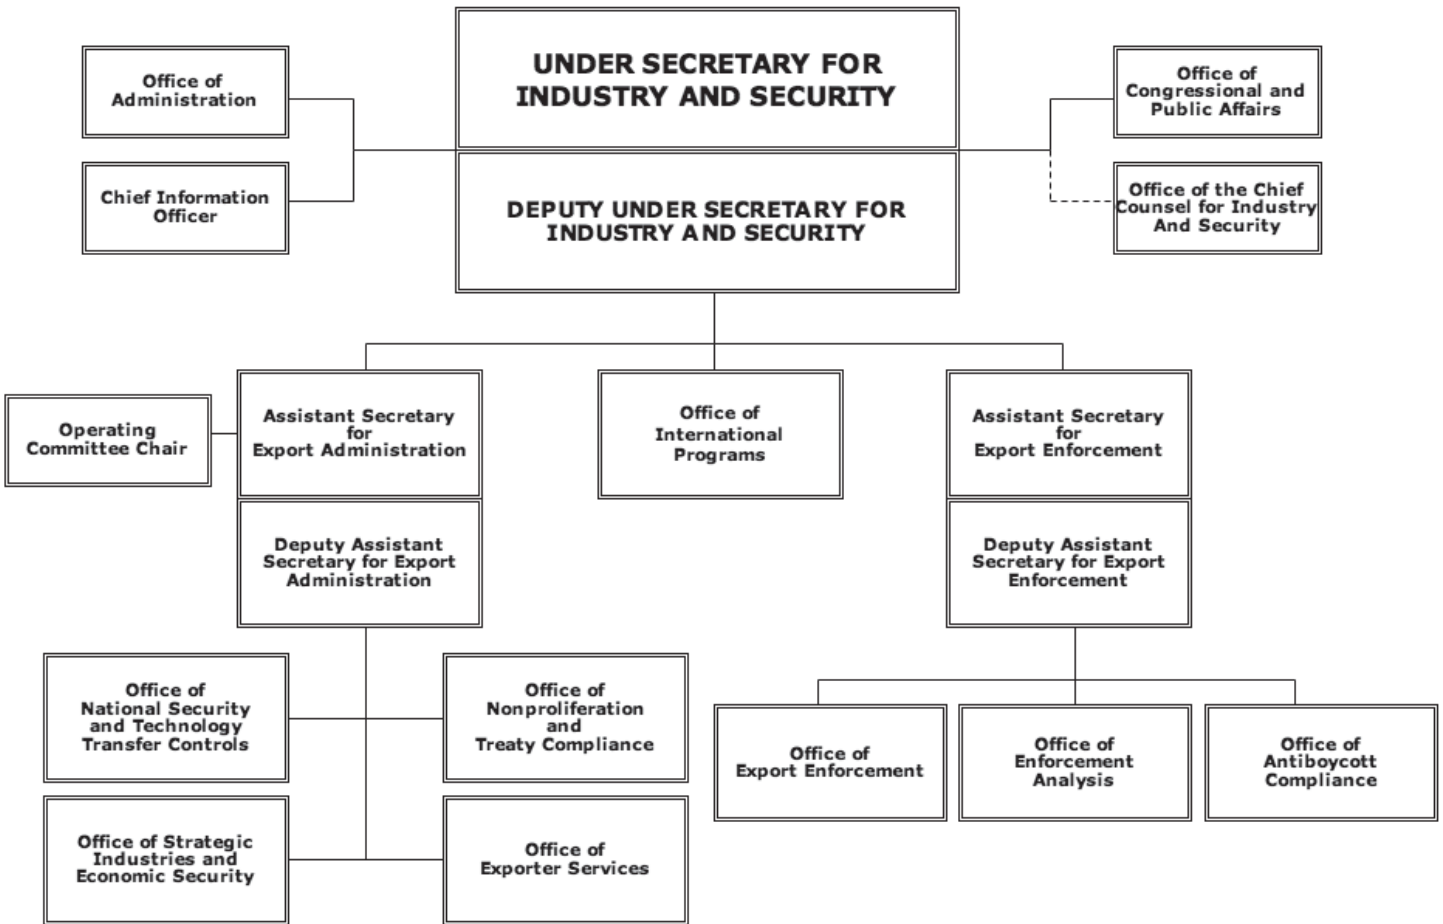 UNDER SECRETARY FOR
INDUSTRY AND SECURITY
Office of
Administration
Office of
Congressional and
Public Affairs
Chief Information
Officer
DEPUTY UNDER SECRETARY FOR
INDUSTRY AND SECURITY
Office of the Chief
Counsel for Industry
And Security
Operating
Committee Chair
Assistant Secretary
for
Export Administration
Office of
International
Programs
Assistant Secretary
for
Export Enforcement
Deputy Assistant
Secretary for Export
Administration
Deputy Assistant
Secretary for Export
Enforcement
Office of
National Security
and Technology
Transfer Controls
Office of
Nonproliferation
and
Treaty Compliance
Office of
Export Enforcement
Office of
Enforcement
Analysis
Office of
Antiboycott
Compliance
Office of Strategic
Industries and
Economic Security
Office of
Exporter Services